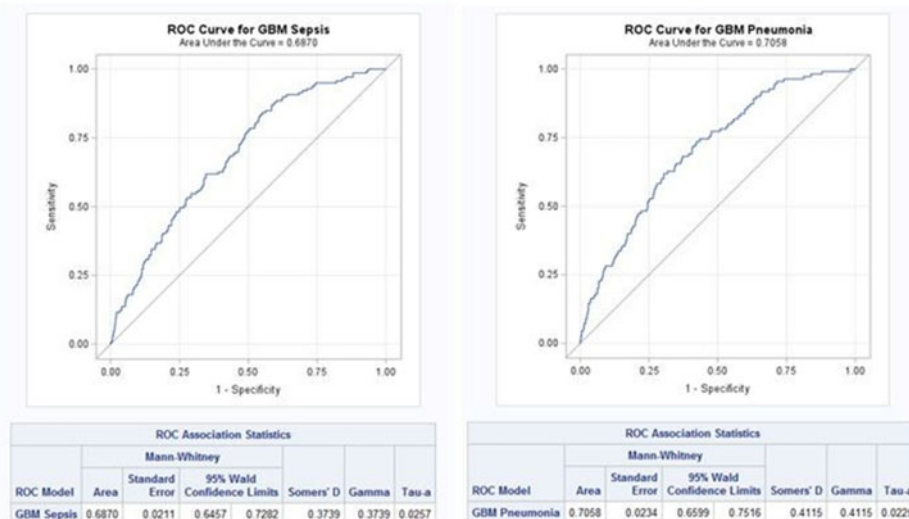 ROC Curve for GBM Sepsis
Area Under the Curve = 0.6870
1.00
0.75
0.50
0.25
0.00
Sensitivity
0.00 0.25 0.50 0.75 1.00
1 - Specificity
ROC Association Statistics
Mann-Whitney
ROC Model Area Standard Error 95% Wald Confidence Limits Somers' D Gamma Tau-a
GBM Sepsis 0.6870 0.0211 0.6457 0.7282 0.3739 0.3739 0.0257
ROC Curve for GBM Pneumonia
Area Under the Curve = 0.7058
1.00
0.75
0.50
0.25
0.00
Sensitivity
0.00 0.25 0.50 0.75 1.00
1 - Specificity
ROC Association Statistics
Mann-Whitney
ROC Model Area Standard Error 95% Wald Confidence Limits Somers' D Gamma Tau-a
GBM Pneumonia 0.7058 0.0234 0.6599 0.7516 0.4115 0.4115